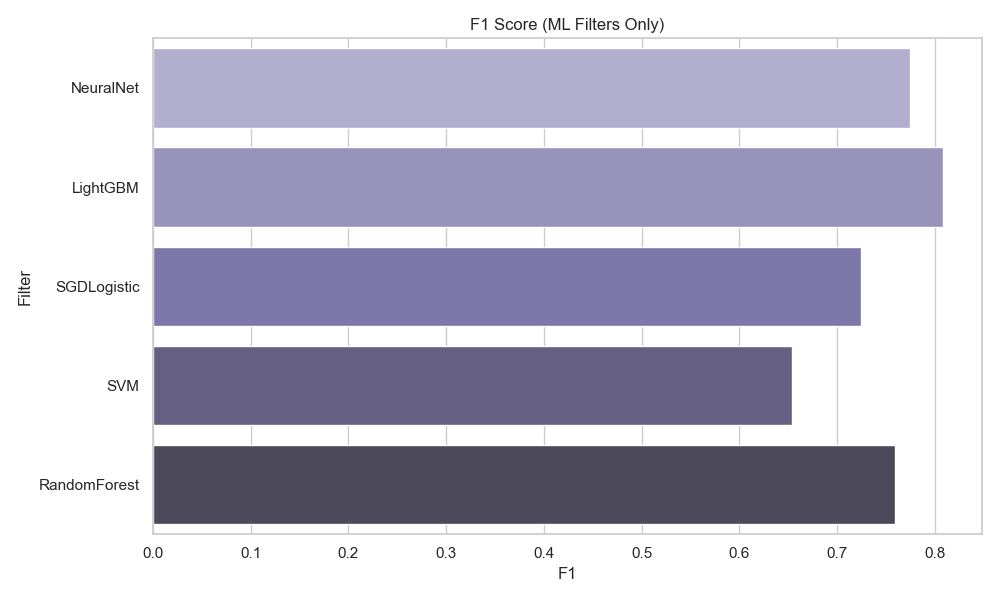 F1 Score (ML Filters Only)
NeuralNet
LightGBM
SGDLogistic
SVM
RandomForest
Filter
0.0 0.1 0.2 0.3 0.4 0.5 0.6 0.7 0.8
F1